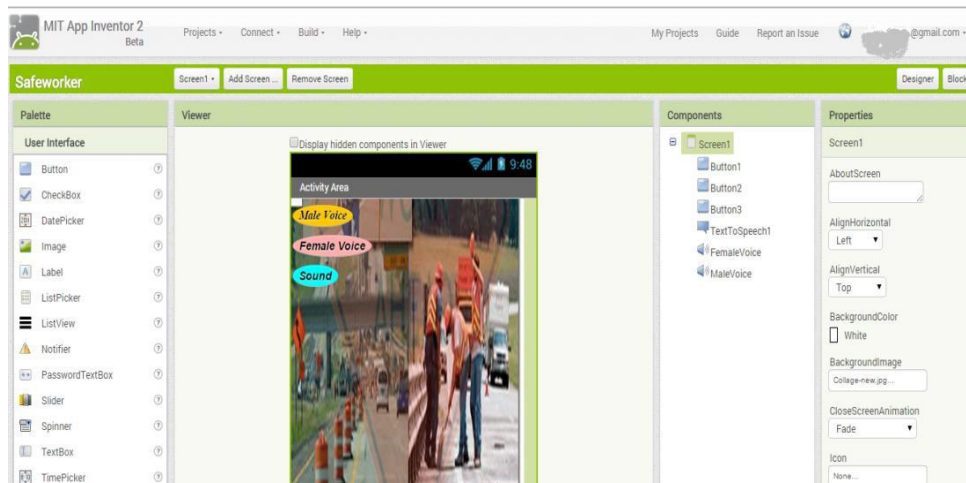 MIT App Inventor 2
Beta
Projects
Connect
Build
Help
My Projects
Guide
Report an Issue
@gmail.com
Safeworker
Screen1
Add Screen ...
Remove Screen
Designer
Block
Palette
User Interface
Button
CheckBox
DatePicker
Image
Label
ListPicker
ListView
Notifier
PasswordTextBox
Slider
Spinner
TextBox
TimePicker
Viewer
Display hidden components in Viewer
9:48
Activity Area
Male Voice
Female Voice
Sound
Components
Screen1
Button1
Button2
Button3
TextToSpeech1
FemaleVoice
MaleVoice
Properties
Screen1
AboutScreen
AlignHorizontal
Left
AlignVertical
Top
BackgroundColor
White
BackgroundImage
Collage-new.jpg...
CloseScreenAnimation
Fade
Icon
None...